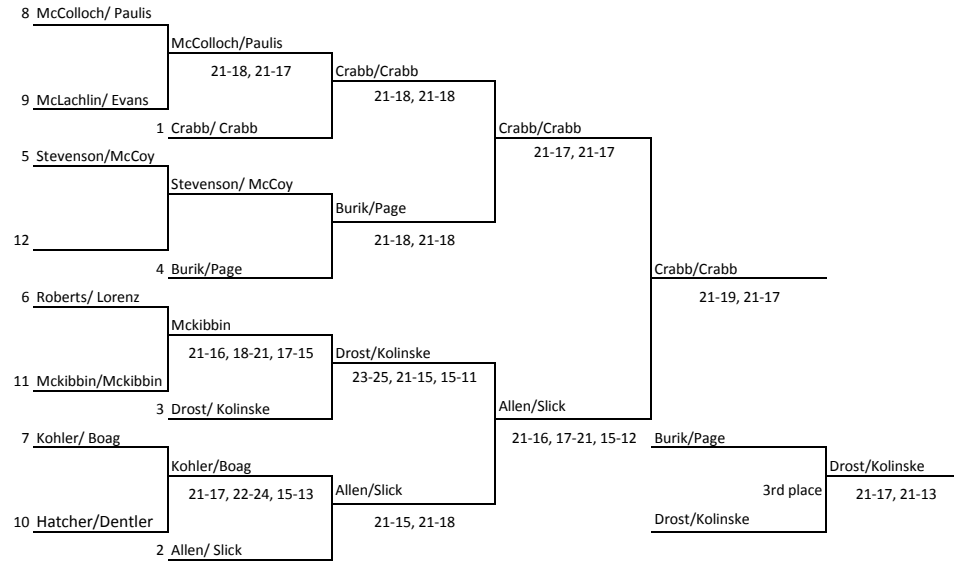 8 McColloch/ Paulis
McColloch/Paulis
21-18, 21-17
Crabb/Crabb
21-18, 21-18
9 McLachlin/ Evans
1 Crabb/ Crabb
Crabb/Crabb
21-17, 21-17
5 Stevenson/McCoy
Stevenson/ McCoy
Burik/Page
21-18, 21-18
12
4 Burik/Page
Crabb/Crabb
21-19, 21-17
6 Roberts/ Lorenz
Mckibbin
21-16, 18-21, 17-15
Drost/Kolinske
23-25, 21-15, 15-11
11 Mckibbin/Mckibbin
3 Drost/ Kolinske
Allen/Slick
21-16, 17-21, 15-12
7 Kohler/ Boag
Kohler/Boag
21-17, 22-24, 15-13
Allen/Slick
21-15, 21-18
10 Hatcher/Dentler
2 Allen/ Slick
Burik/Page
Drost/Kolinske
3rd place
21-17, 21-13
Drost/Kolinske